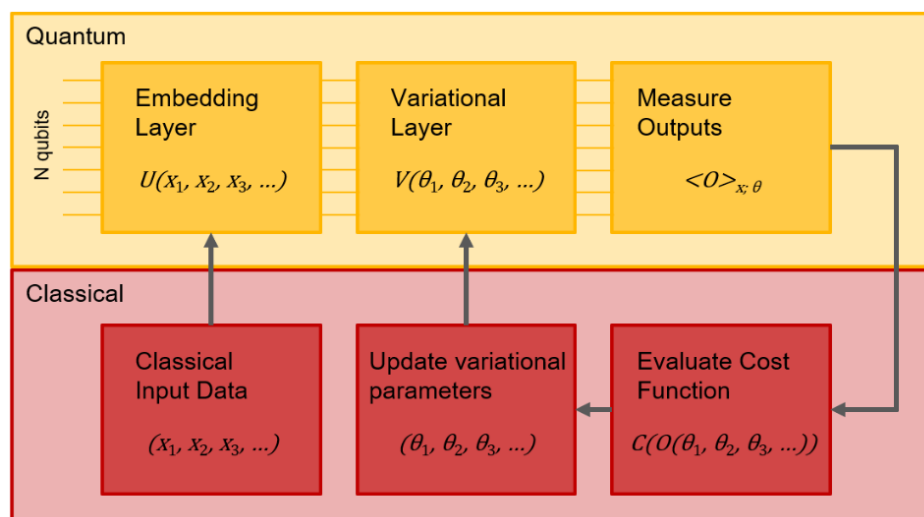 Quantum
N qubits
Embedding
Layer
U(x₁, x₂, x₃, ...)
Variational
Layer
V(θ₁, θ₂, θ₃, ...)
Measure
Outputs
<O>ₓ; θ
Classical
Classical
Input Data
(x₁, x₂, x₃, ...)
Update variational
parameters
(θ₁, θ₂, θ₃, ...)
Evaluate Cost
Function
C(O(θ₁, θ₂, θ₃, ...))